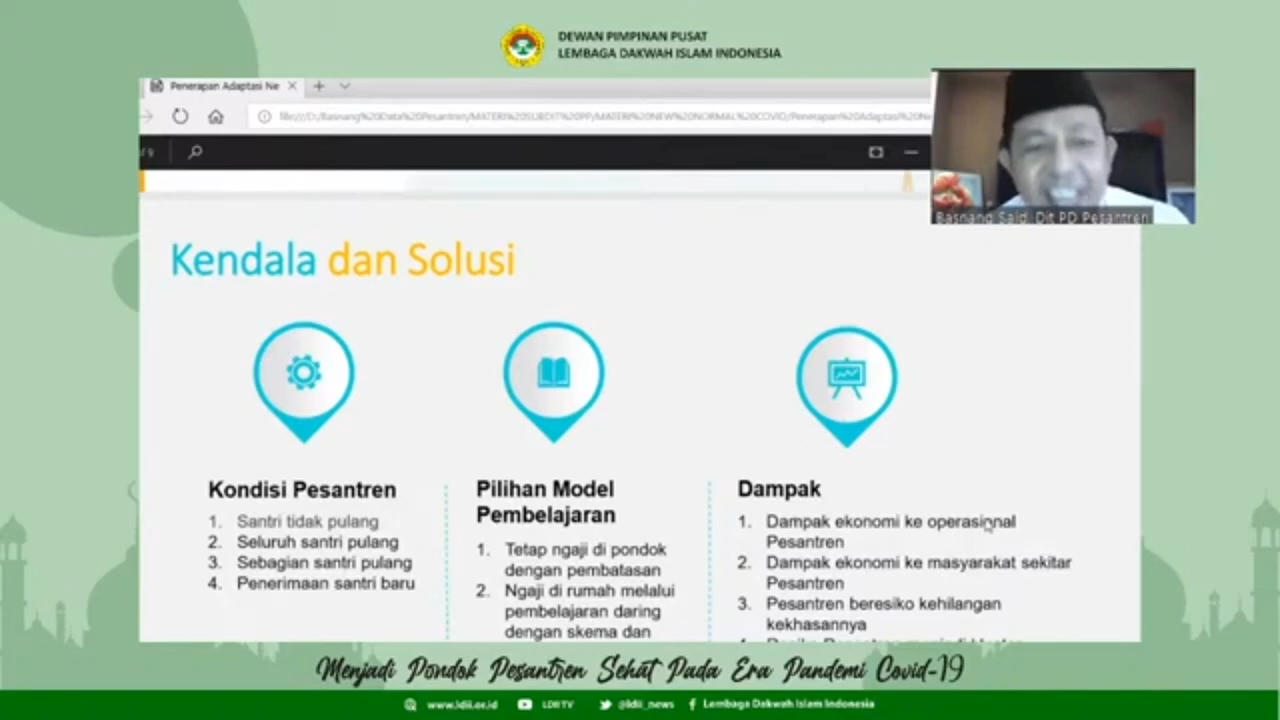 DEWAN PIMPINAN PUSAT
LEMBAGA DAKWAH ISLAM INDONESIA
Penerapan Adaptasi Ne
Basnang Said, Dit PD Pesantren
Kendala dan Solusi
Kondisi Pesantren
1. Santri tidak pulang
2. Seluruh santri pulang
3. Sebagian santri pulang
4. Penerimaan santri baru
Pilihan Model
Pembelajaran
1. Tetap ngaji di pondok
dengan pembatasan
2. Ngaji di rumah melalui
pembelajaran daring
dengan skema dan
Dampak
1. Dampak ekonomi ke operasional
Pesantren
2. Dampak ekonomi ke masyarakat sekitar
Pesantren
3. Pesantren beresiko kehilangan
kekhasannya
Menjadi Pondok Pesantren Sehat Pada Era Pandemi Covid-19
www.ldii.or.id LDII TV @ldii_news Lembaga Dakwah Islam Indonesia